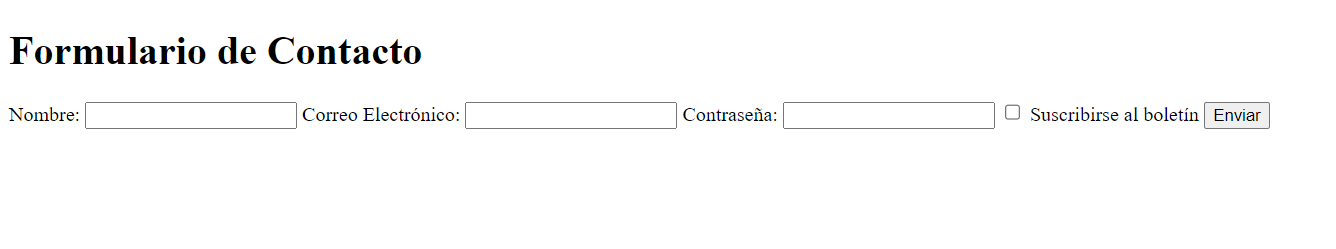 Formulario de Contacto
Nombre: Correo Electrónico: Contraseña: Suscribirse al boletín Enviar